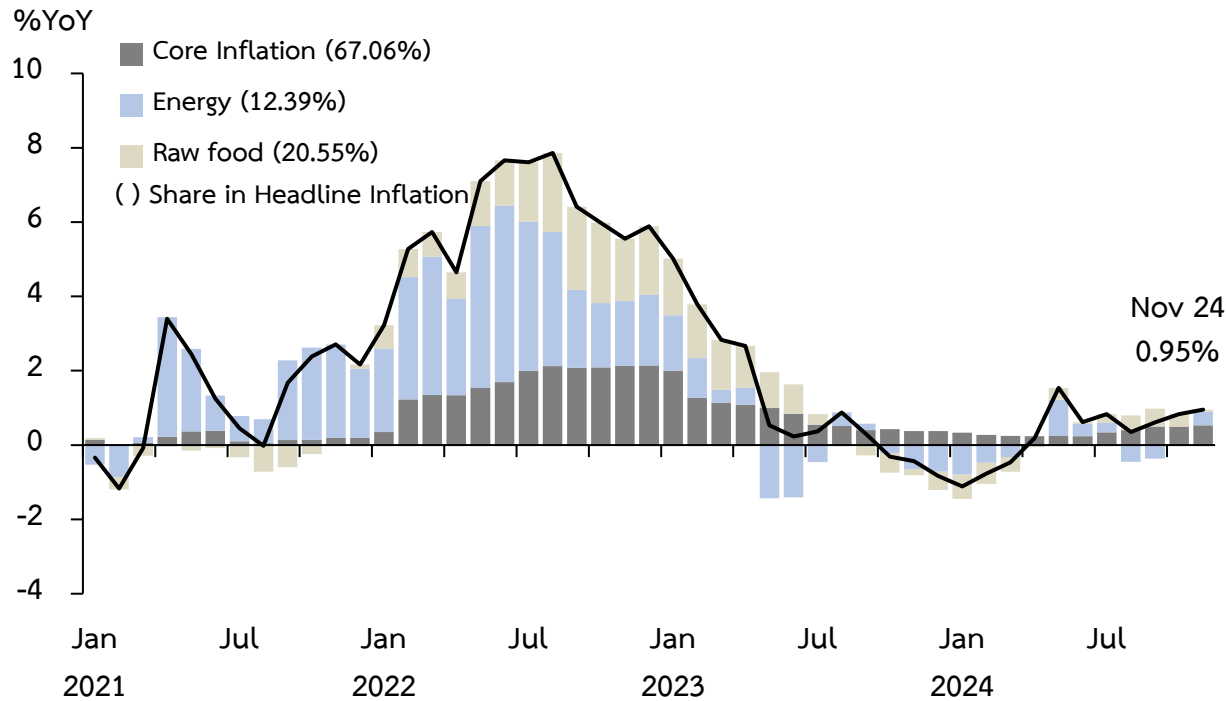 %YoY
Core Inflation (67.06%)
Energy (12.39%)
Raw food (20.55%)
( ) Share in Headline Inflation
10
8
6
4
2
0
-2
-4
Nov 24
0.95%
Jan Jul Jan Jul Jan Jul Jan Jul
2021 2022 2023 2024